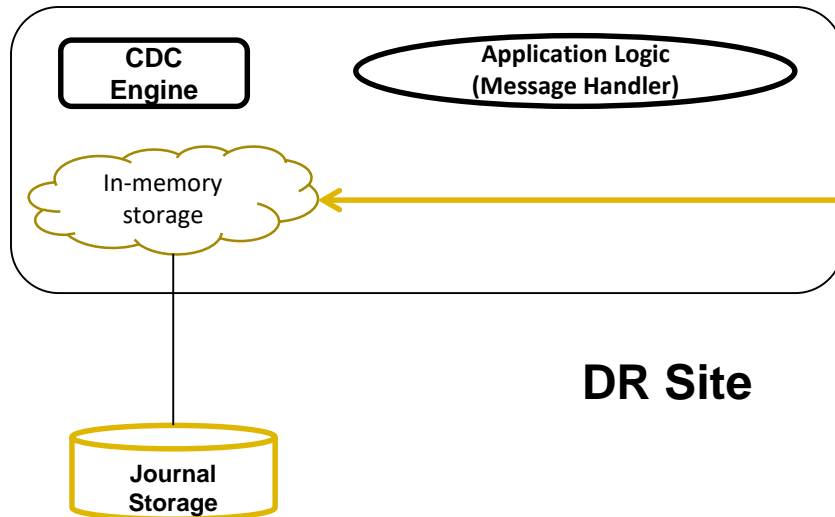 CDC
Engine
Application Logic
(Message Handler)
In-memory
storage
DR Site
Journal
Storage